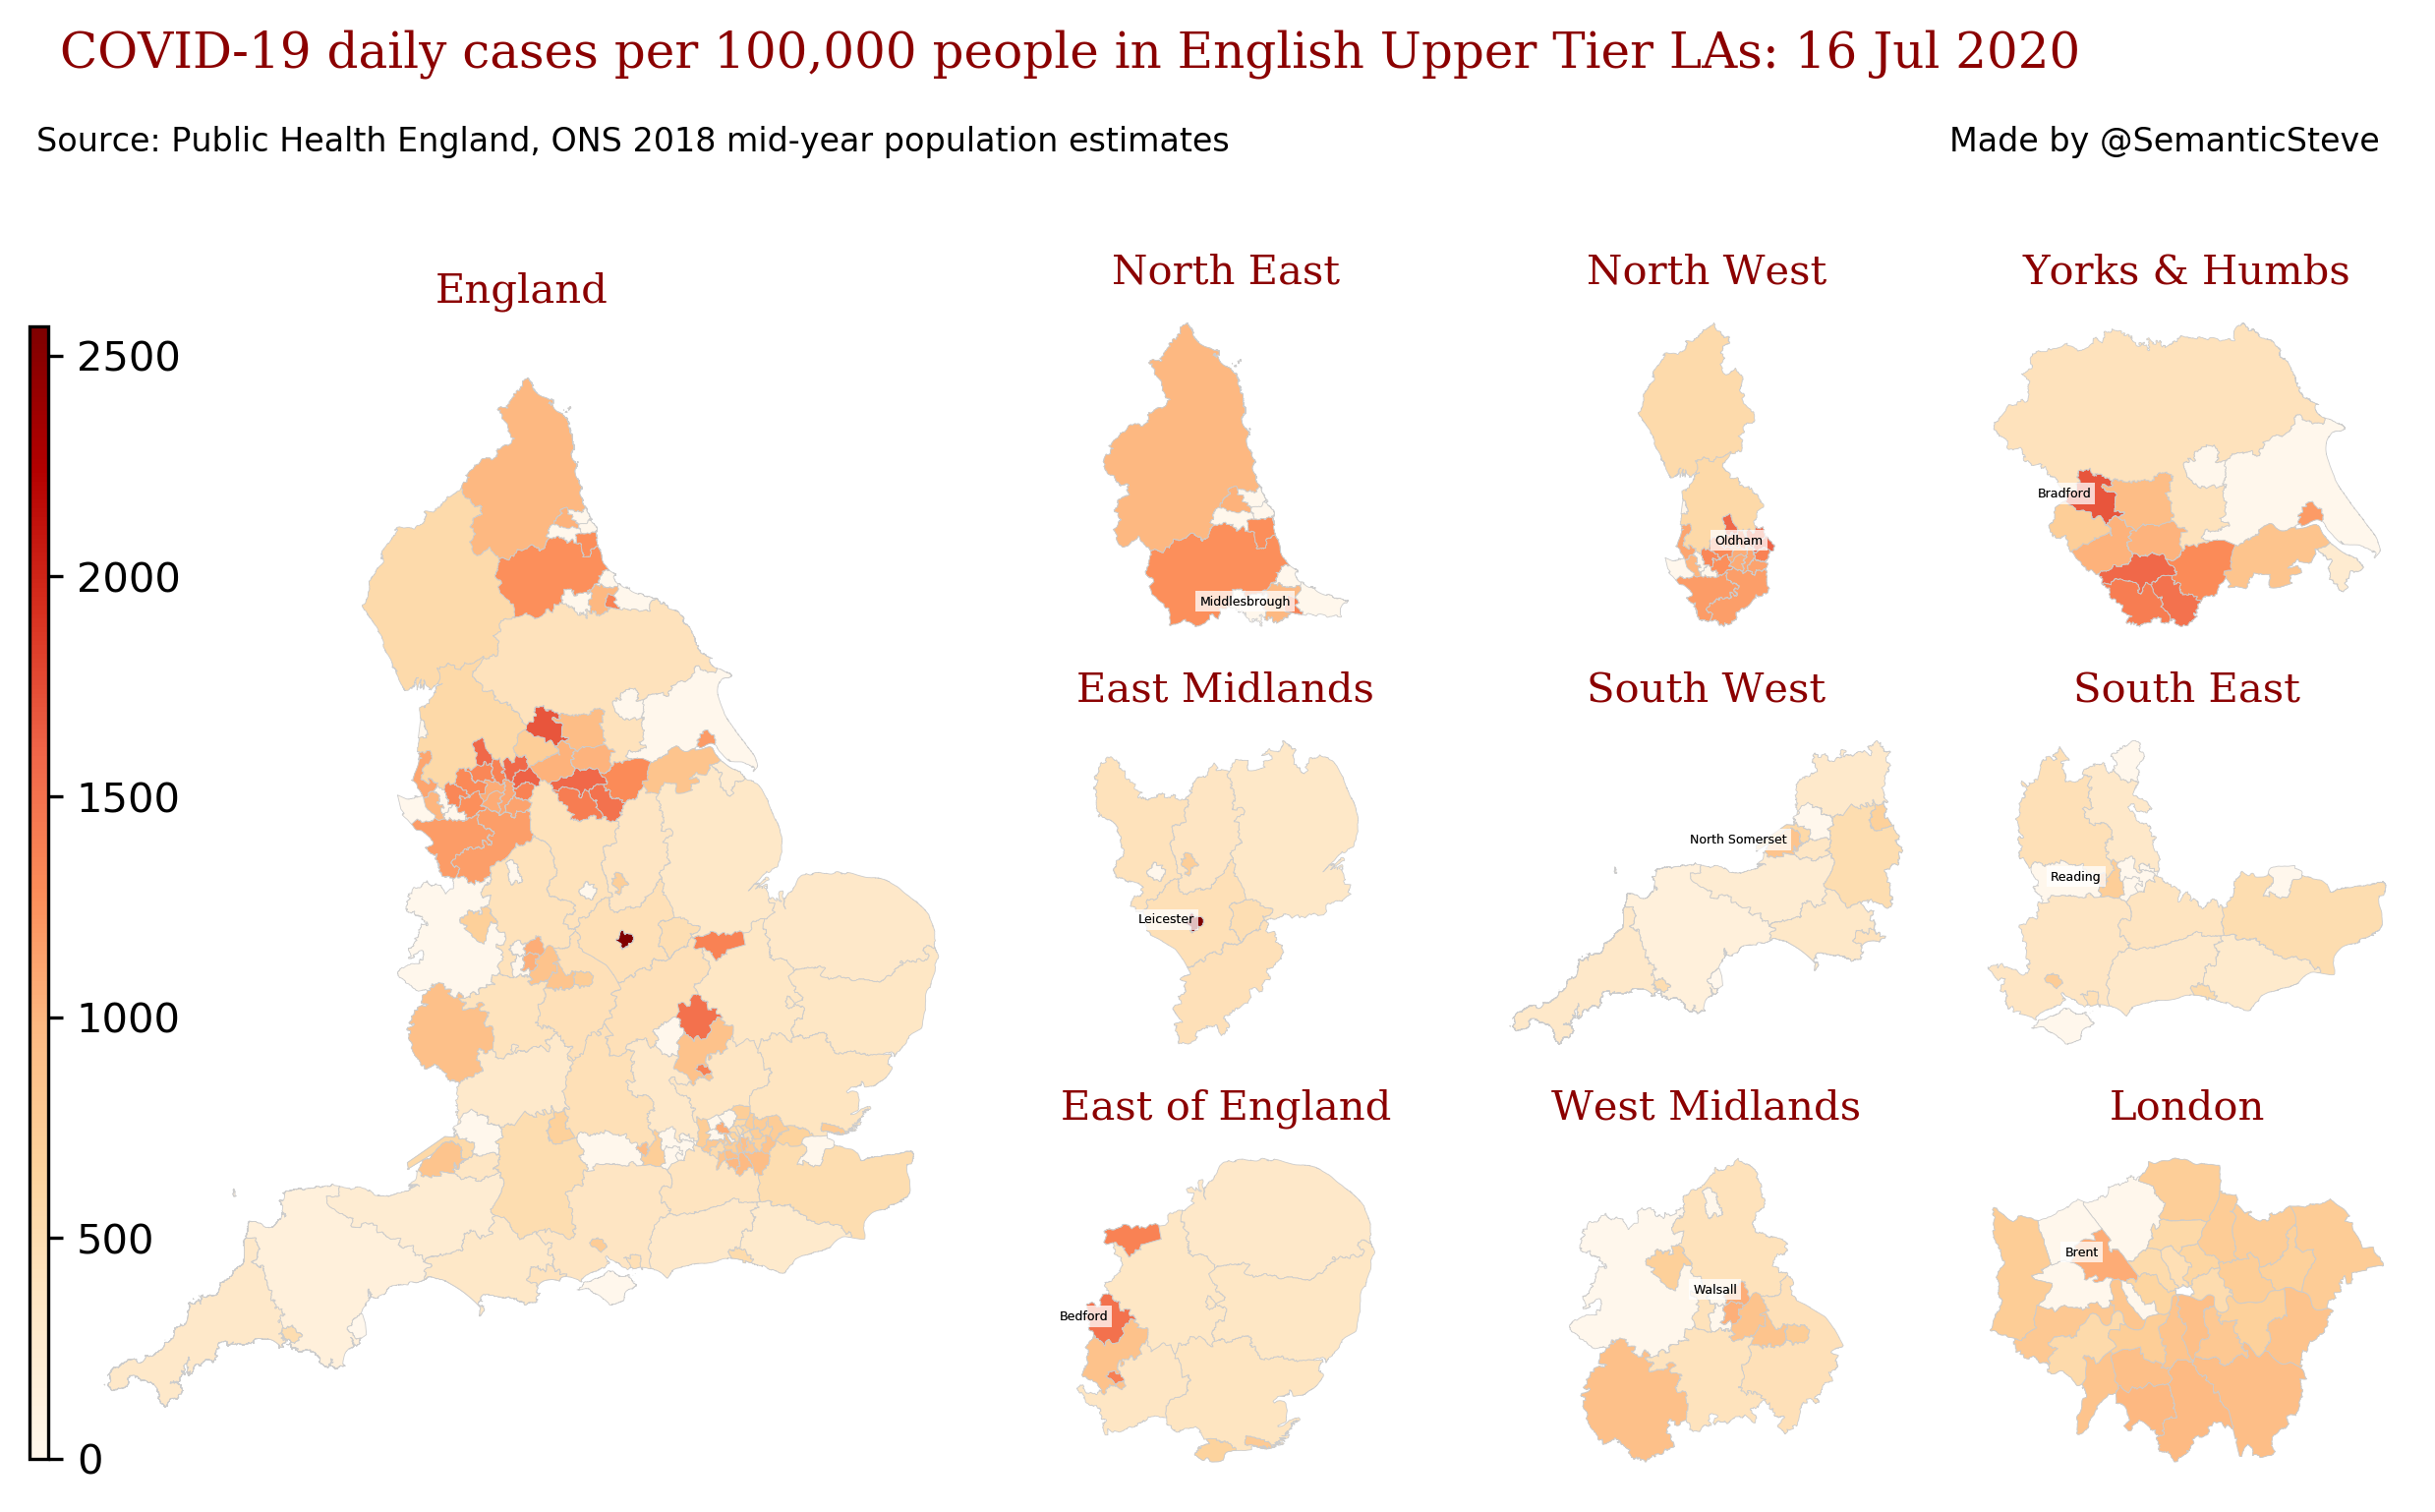 COVID-19 daily cases per 100,000 people in English Upper Tier LAs: 16 Jul 2020
Source: Public Health England, ONS 2018 mid-year population estimates
Made by @SemanticSteve
England
2500
2000
1500
1000
500
0
North East
Middlesbrough
North West
Oldham
Yorks & Humbs
Bradford
East Midlands
Leicester
South West
North Somerset
South East
Reading
East of England
Bedford
West Midlands
Walsall
London
Brent